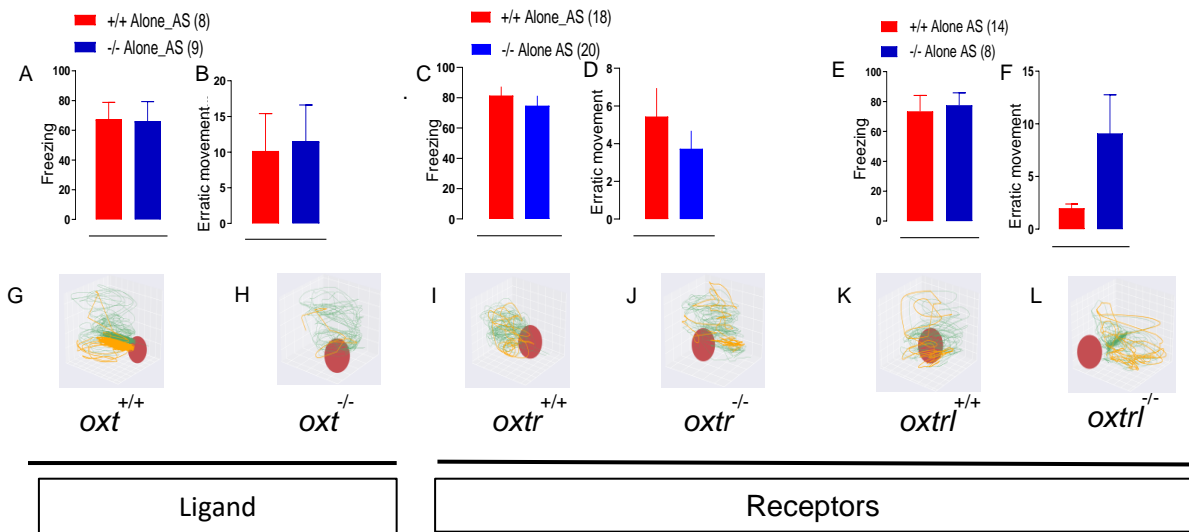 +/+ Alone_AS (8)
-/- Alone_AS (9)
+/+ Alone_AS (18)
-/- Alone AS (20)
+/+ Alone AS (14)
-/- Alone AS (8)
A
Freezing
100
80
60
40
20
0
B
Erratic movement
20
15
10
5
0
C
Freezing
100
80
60
40
20
0
D
Erratic movement
8
6
4
2
0
E
Freezing
100
80
60
40
20
0
F
Erratic movement
15
10
5
0
G
H
I
J
K
L
oxt+/+
oxt-/-
oxtr+/+
oxtr-/-
oxtrl+/+
oxtrl-/-
Ligand
Receptors